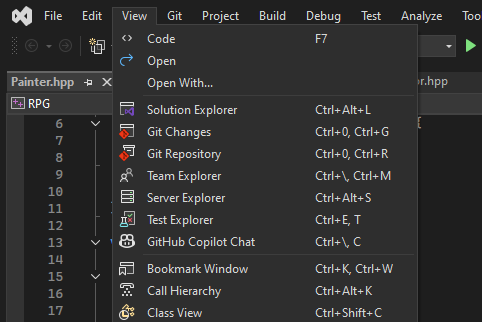 File Edit View Git Project Build Debug Test Analyze Too
Code F7
Open
Painter.hpp or.hpp
Open With...
RPG
Solution Explorer Ctrl+Alt+L
6 {
Git Changes Ctrl+0, Ctrl+G
7
Git Repository Ctrl+0, Ctrl+R
8
Team Explorer Ctrl+\, Ctrl+M
9
Server Explorer Ctrl+Alt+S
10
11
Test Explorer Ctrl+E, T
12
GitHub Copilot Chat Ctrl+\, C
13
14
Bookmark Window Ctrl+K, Ctrl+W
15
Call Hierarchy Ctrl+Alt+K
16
Class View Ctrl+Shift+C
17